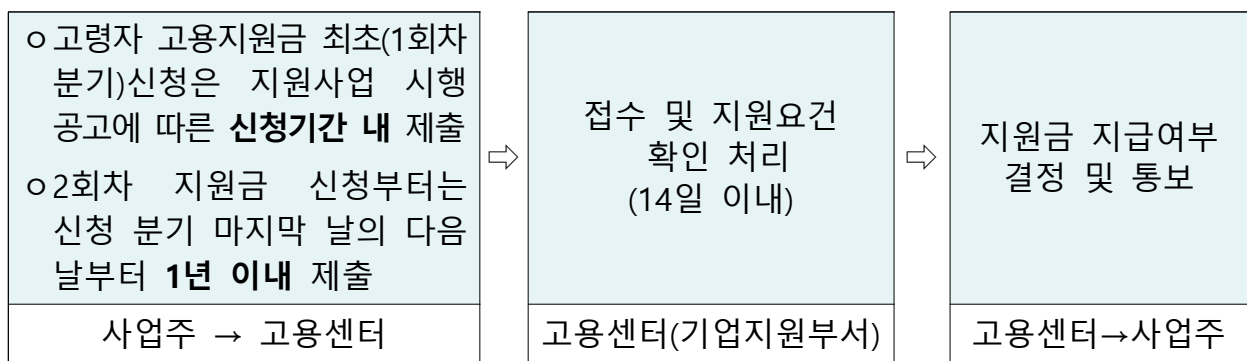 ㅇ고령자 고용지원금 최초(1회차
분기)신청은 지원사업 시행
공고에 따른 신청기간 내 제출
ㅇ2회차 지원금 신청부터는
신청 분기 마지막 날의 다음
날부터 1년 이내 제출
사업주 → 고용센터
⇨
접수 및 지원요건
확인 처리
(14일 이내)
고용센터(기업지원부서)
⇨
지원금 지급여부
결정 및 통보
고용센터→사업주